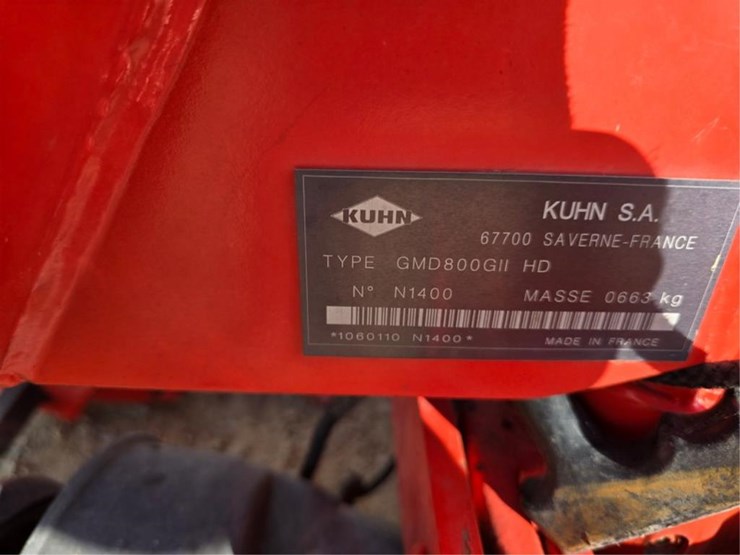 KUHN
KUHN S.A.
67700 SAVERNE-FRANCE
TYPE GMD800GII HD
N° N1400 MASSE 0663 kg
*1060110 N1400*
MADE IN FRANCE